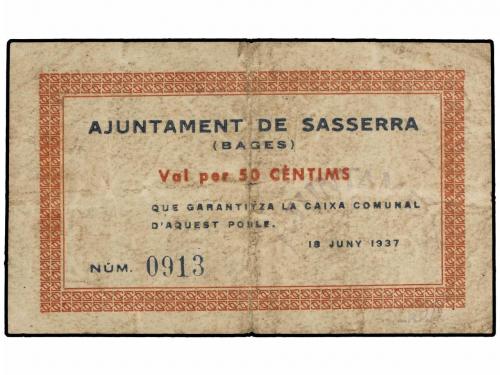 AJUNTAMENT DE SASSERRA
(BAGES)
Val per 50 CÈNTIMS
QUE GARANTITZA LA CAIXA COMUNAL
D'AQUEST POBLE.
18 JUNY 1937
NÚM. 0913